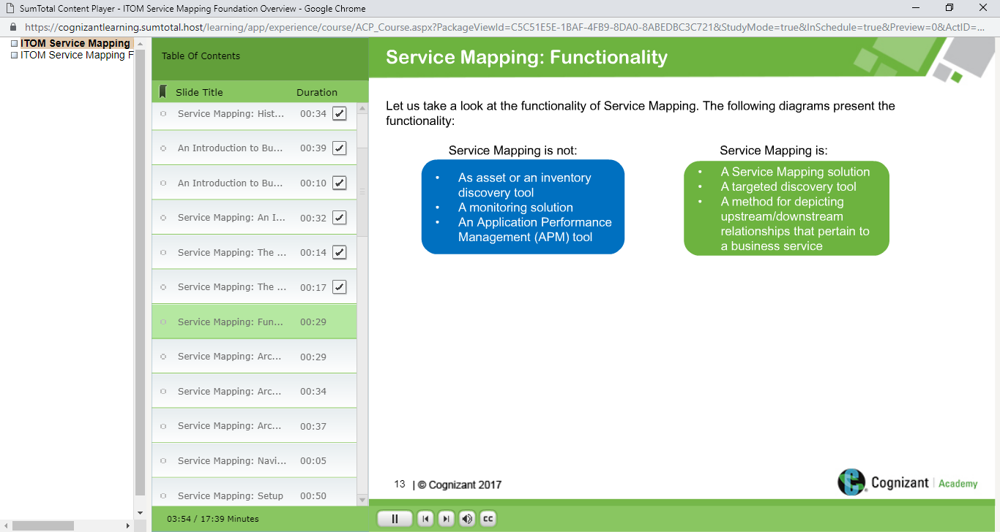 SumTotal Content Player - ITOM Service Mapping Foundation Overview - Google Chrome
https://cognizantlearning.sumtotal.host/learning/app/experience/course/ACP_Course.aspx?PackageViewId=C5C51E5E-1BAF-4FB9-8DA0-8ABEDBC3C721&StudyMode=true&InSchedule=true&Preview=0&ActID=...
ITOM Service Mapping
ITOM Service Mapping F
Table Of Contents
Slide Title Duration
Service Mapping: Hist... 00:34
An Introduction to Bu... 00:39
An Introduction to Bu... 00:10
Service Mapping: An I... 00:32
Service Mapping: The ... 00:14
Service Mapping: The ... 00:17
Service Mapping: Fun... 00:29
Service Mapping: Arc... 00:29
Service Mapping: Arc... 00:34
Service Mapping: Arc... 00:37
Service Mapping: Navi... 00:05
Service Mapping: Setup 00:50
03:54 / 17:39 Minutes
Service Mapping: Functionality
Let us take a look at the functionality of Service Mapping. The following diagrams present the
functionality:
Service Mapping is not:
• As asset or an inventory
discovery tool
• A monitoring solution
• An Application Performance
Management (APM) tool
Service Mapping is:
• A Service Mapping solution
• A targeted discovery tool
• A method for depicting
upstream/downstream
relationships that pertain to
a business service
13 | © Cognizant 2017
Cognizant | Academy
CC